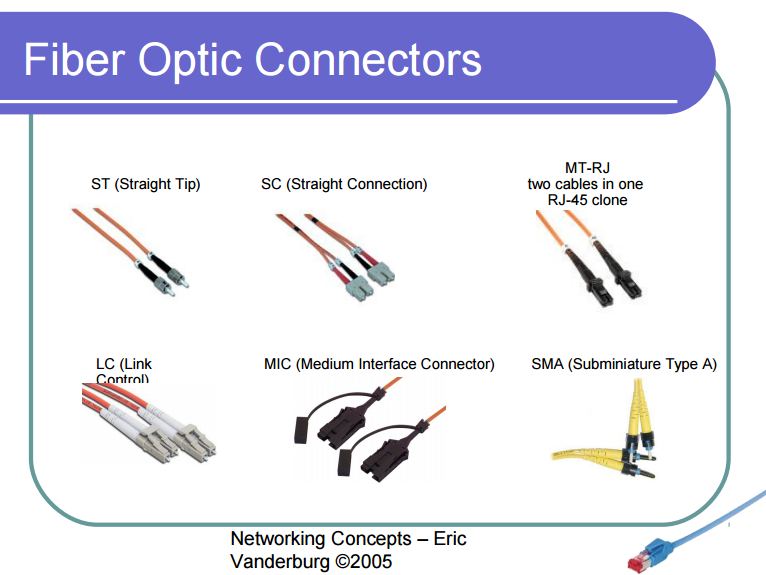 Fiber Optic Connectors
ST (Straight Tip)
SC (Straight Connection)
MT-RJ
two cables in one
RJ-45 clone
LC (Link
Control)
MIC (Medium Interface Connector)
SMA (Subminiature Type A)
Networking Concepts – Eric
Vanderburg ©2005